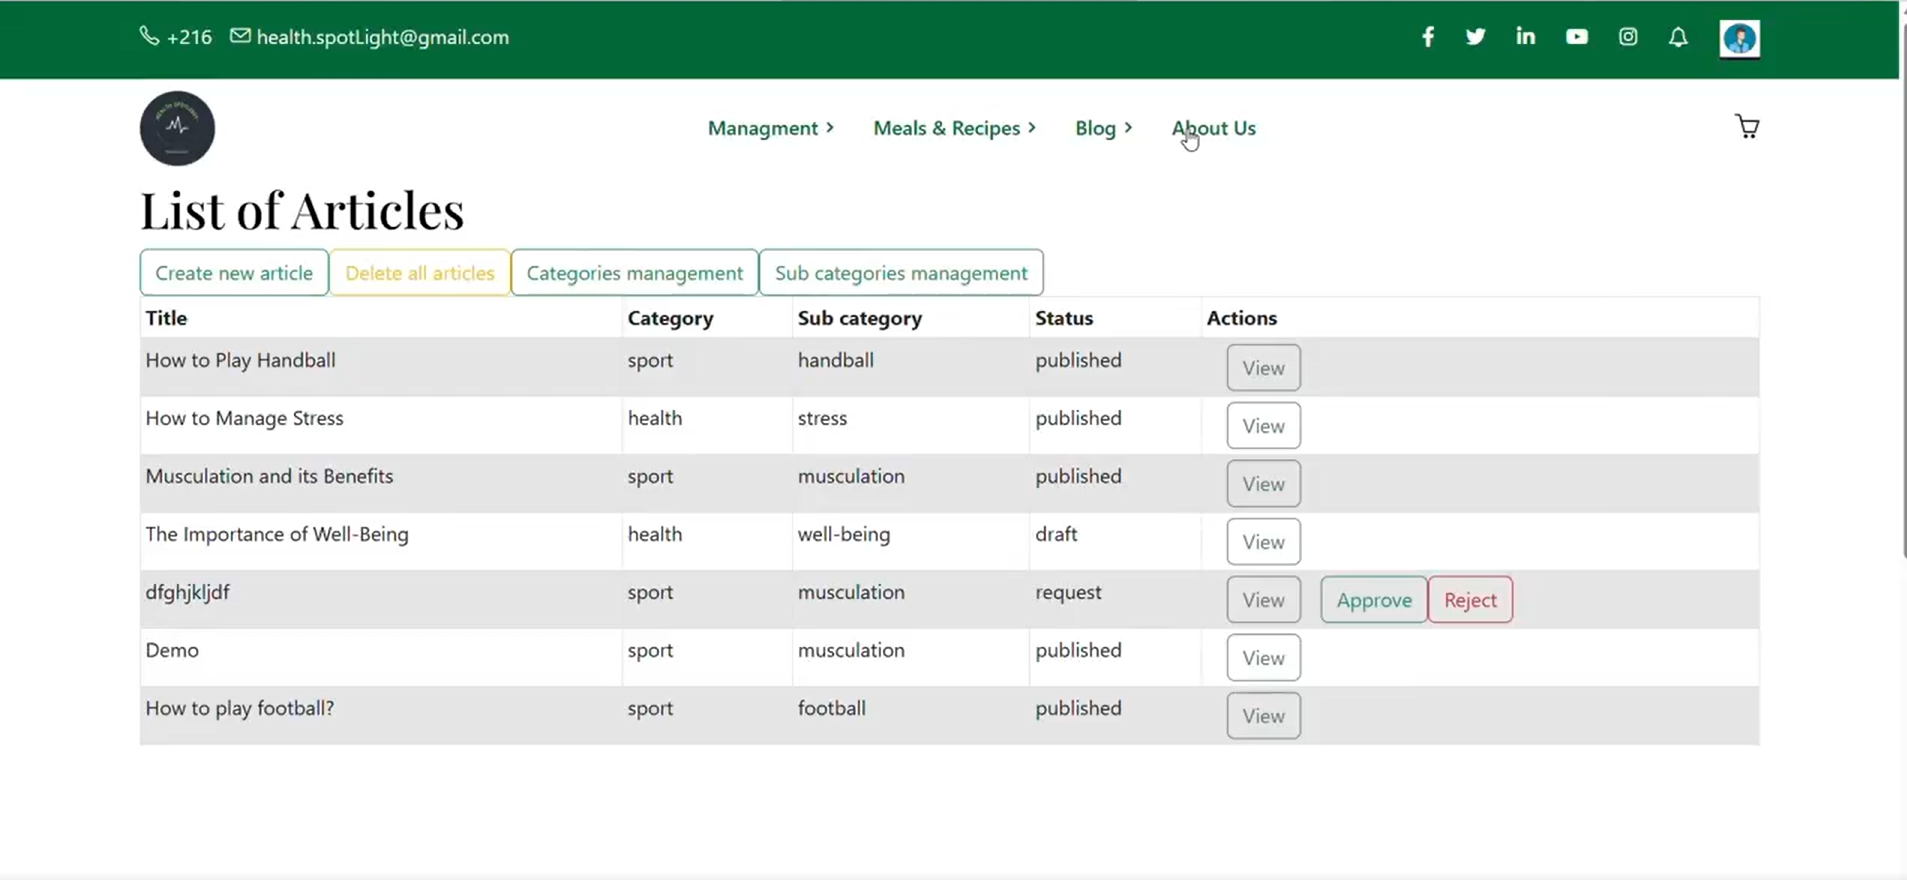 +216 health.spotLight@gmail.com
Managment Meals & Recipes Blog About Us
List of Articles
Create new article Delete all articles Categories management Sub categories management
Title Category Sub category Status Actions
How to Play Handball sport handball published View
How to Manage Stress health stress published View
Musculation and its Benefits sport musculation published View
The Importance of Well-Being health well-being draft View
dfghjkljdf sport musculation request View Approve Reject
Demo sport musculation published View
How to play football? sport football published View